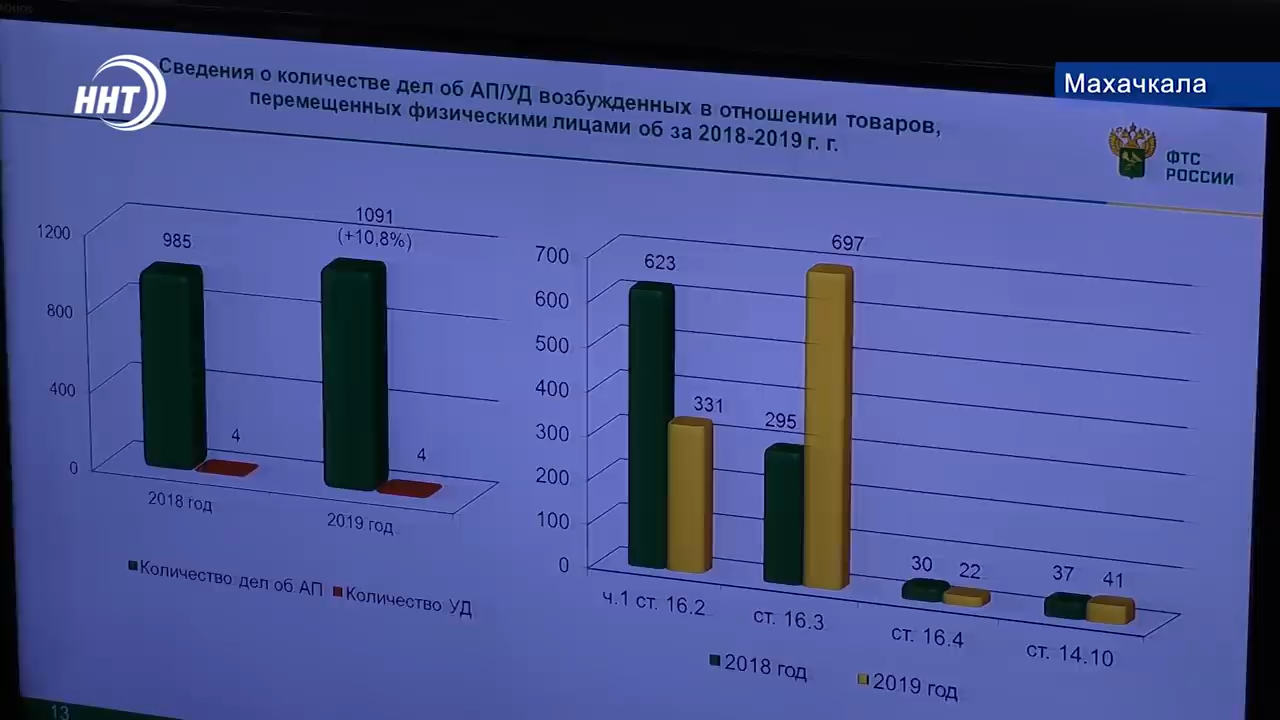 ННТ
Махачкала
Сведения о количестве дел об АП/УД возбужденных в отношении товаров,
перемещенных физическими лицами об за 2018-2019 г. г.
ФТС
РОССИИ
1200
800
400
0
985
4
1091
(+10,8%)
4
2018 год
2019 год
Количество дел об АП
Количество УД
700
600
500
400
300
200
100
0
623
331
295
697
30
22
37
41
ч.1 ст. 16.2
ст. 16.3
ст. 16.4
ст. 14.10
2018 год
2019 год
13